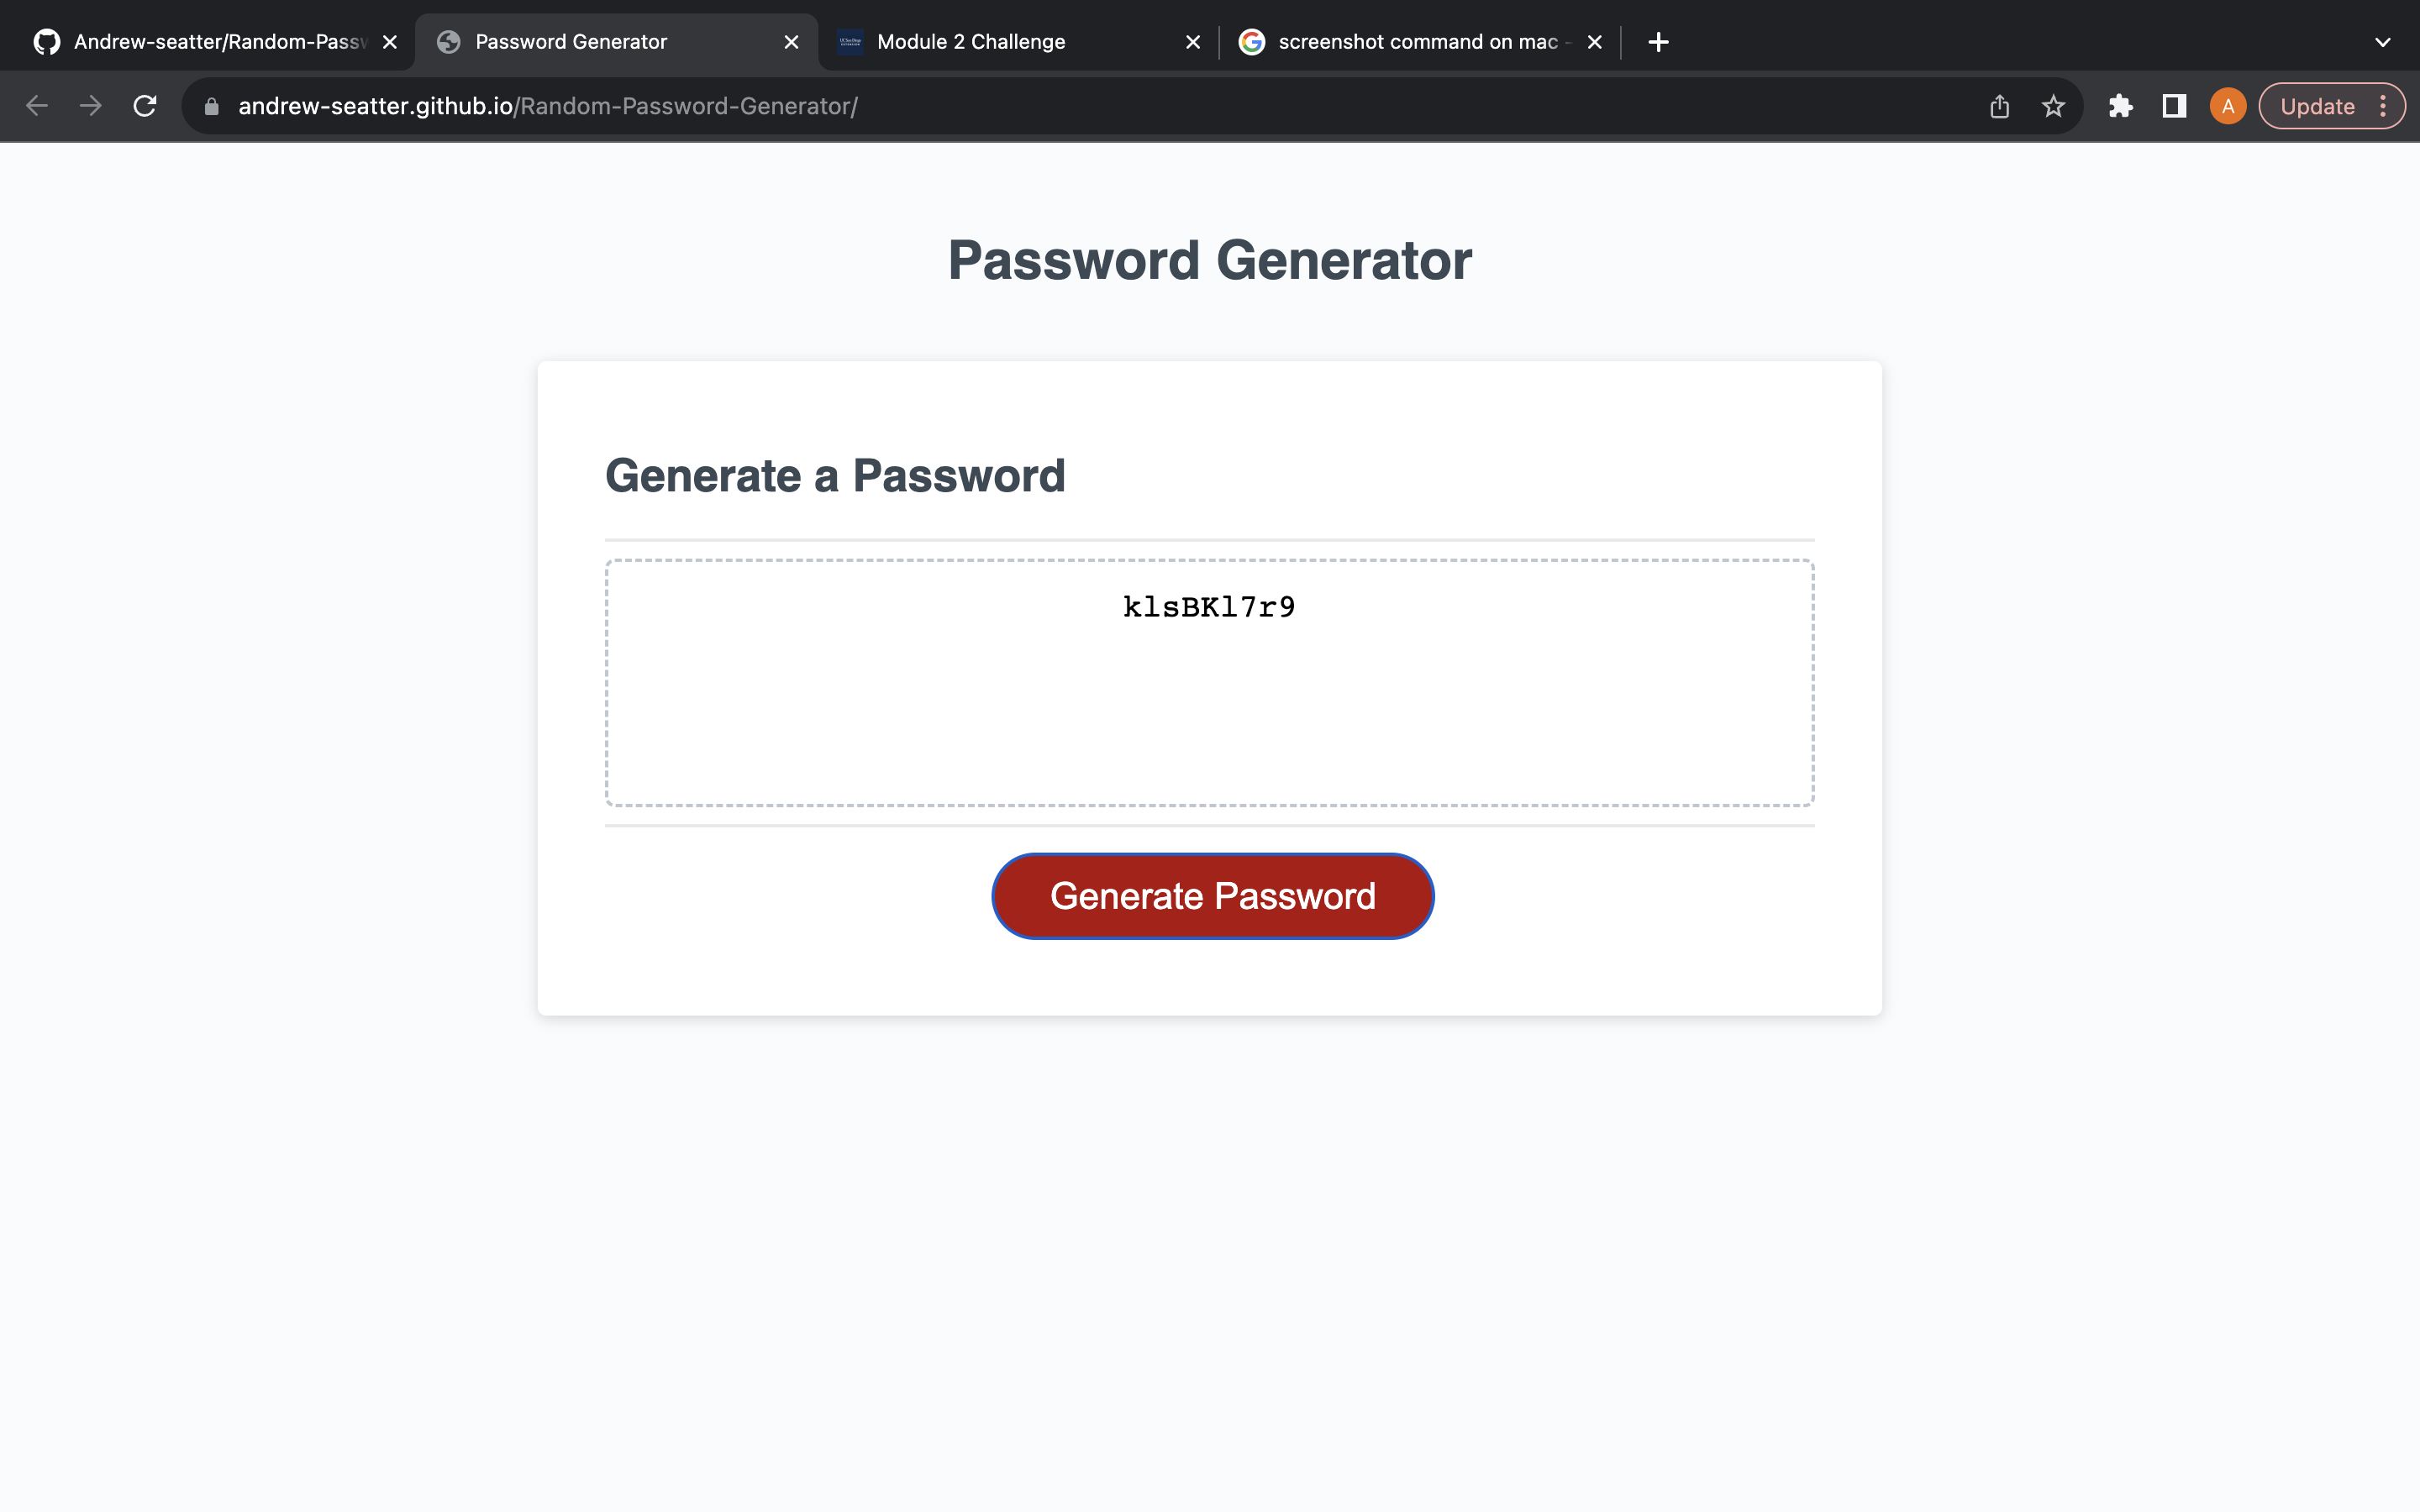 Andrew-seatter/Random-Passw
Password Generator
Module 2 Challenge
screenshot command on mac -
andrew-seatter.github.io/Random-Password-Generator/
A
Update
Password Generator
Generate a Password
klsBKl7r9
Generate Password